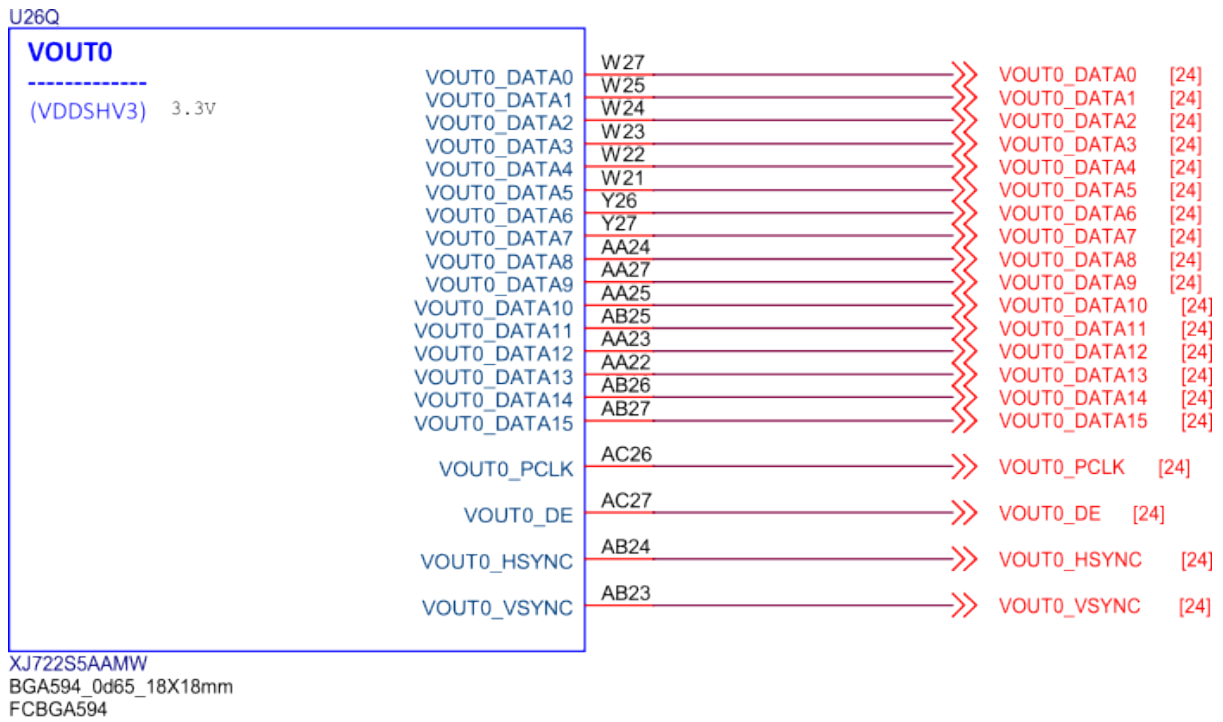 U26Q
VOUT0
-------------
(VDDSHV3) 3.3V
VOUT0_DATA0 W27 VOUT0_DATA0 [24]
VOUT0_DATA1 W25 VOUT0_DATA1 [24]
VOUT0_DATA2 W24 VOUT0_DATA2 [24]
VOUT0_DATA3 W23 VOUT0_DATA3 [24]
VOUT0_DATA4 W22 VOUT0_DATA4 [24]
VOUT0_DATA5 W21 VOUT0_DATA5 [24]
VOUT0_DATA6 Y26 VOUT0_DATA6 [24]
VOUT0_DATA7 Y27 VOUT0_DATA7 [24]
VOUT0_DATA8 AA24 VOUT0_DATA8 [24]
VOUT0_DATA9 AA27 VOUT0_DATA9 [24]
VOUT0_DATA10 AA25 VOUT0_DATA10 [24]
VOUT0_DATA11 AB25 VOUT0_DATA11 [24]
VOUT0_DATA12 AA23 VOUT0_DATA12 [24]
VOUT0_DATA13 AA22 VOUT0_DATA13 [24]
VOUT0_DATA14 AB26 VOUT0_DATA14 [24]
VOUT0_DATA15 AB27 VOUT0_DATA15 [24]
VOUT0_PCLK AC26 VOUT0_PCLK [24]
VOUT0_DE AC27 VOUT0_DE [24]
VOUT0_HSYNC AB24 VOUT0_HSYNC [24]
VOUT0_VSYNC AB23 VOUT0_VSYNC [24]
XJ722S5AAMW
BGA594_0d65_18X18mm
FCBGA594